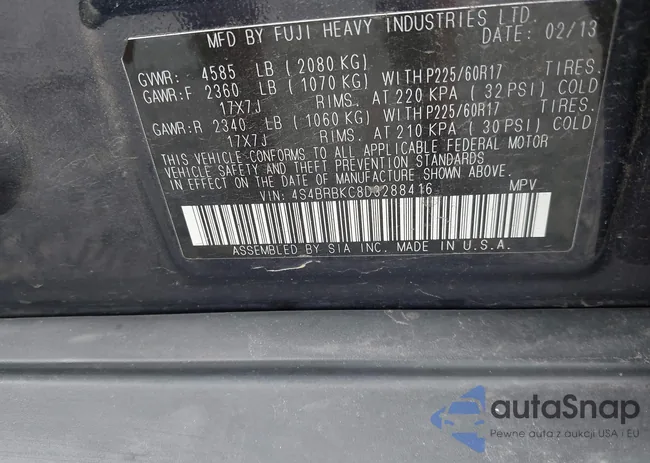 MFD BY FUJI HEAVY INDUSTRIES LTD.
DATE: 02/13
GVWR: 4585 LB (2080 KG)
GAWR:F 2360 LB (1070 KG) WITH P225/60R17 TIRES.
17X7J RIMS. AT 220 KPA (32 PSI) COLD
GAWR:R 2340 LB (1060 KG) WITH P225/60R17 TIRES.
17X7J RIMS. AT 210 KPA (30 PSI) COLD
THIS VEHICLE CONFORMS TO ALL APPLICABLE FEDERAL MOTOR
VEHICLE SAFETY AND THEFT PREVENTION STANDARDS
IN EFFECT ON THE DATE OF MANUFACTURE SHOWN ABOVE.
VIN: 4S4BRBKC8D3288416 MPV
ASSEMBLED BY SIA INC. MADE IN U.S.A.
autaSnap
Pewne auta z aukcji USA i EU